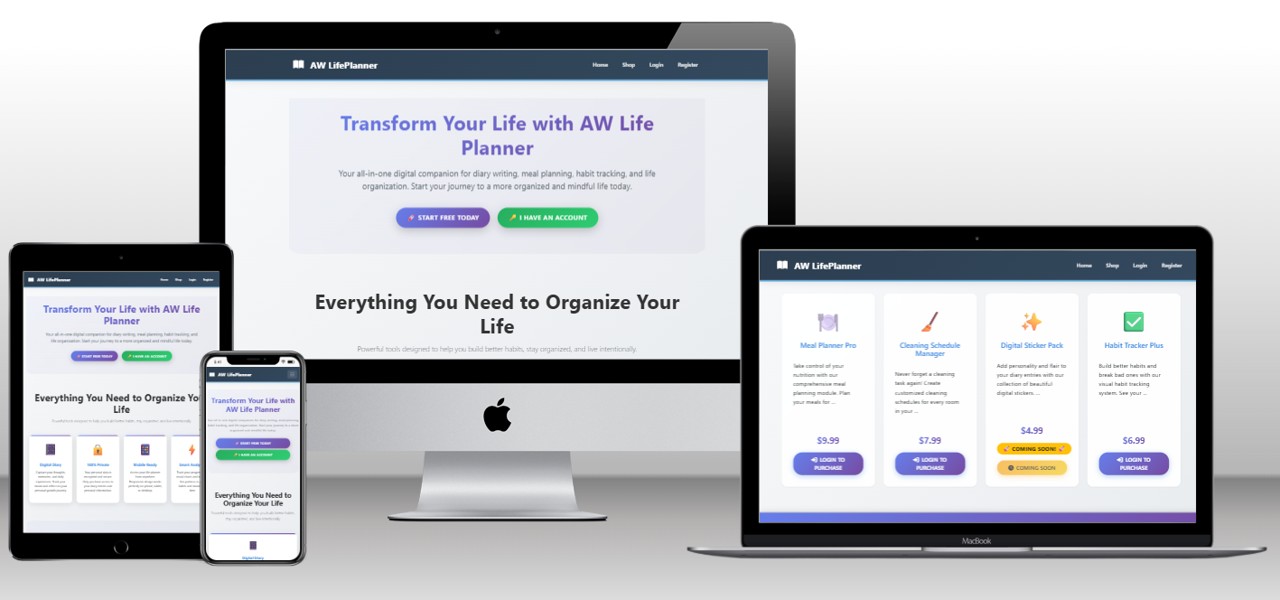 AW LifePlanner
Home Shop Login Register
Transform Your Life with AW Life
Planner
Your all-in-one digital companion for diary writing, meal planning, habit tracking, and life
organization. Start your journey to a more organized and mindful life today.
START FREE TODAY
I HAVE AN ACCOUNT
Everything You Need to Organize Your
Life
Powerful tools designed to help you build better habits, stay organized, and live intentionally.
AW LifePlanner
Home Shop Login Register
Transform Your Life with AW Life
Planner
Your all-in-one digital companion for diary writing, meal planning, habit tracking, and
life organization. Start your journey to a more organized and mindful life today.
START FREE TODAY
I HAVE AN ACCOUNT
Everything You Need to Organize Yo
Life
Digital Diary
100% Private
Mobile Ready
AW LifePlanner
Transform Your Life with
AW Life Planner
START FREE TODAY
I HAVE AN ACCOUNT
Everything You Need to
Organize Your Life
Digital Diary
AW LifePlanner
Home Shop Login Register
Meal Planner Pro
Take control of your
nutrition with our
comprehensive meal
planning module. Plan
your meals for ...
$9.99
LOGIN TO
PURCHASE
Cleaning Schedule
Manager
Never forget a cleaning
task again! Create
customized cleaning
schedules for every room
in your ...
$7.99
LOGIN TO
PURCHASE
Digital Sticker Pack
Add personality and flair to
your diary entries with our
collection of beautiful
digital stickers. ...
$4.99
COMING SOON!
COMING SOON
Habit Tracker Plus
Build better habits and
break bad ones with our
visual habit tracking
system. See your ...
$6.99
LOGIN TO
PURCHASE
MacBook